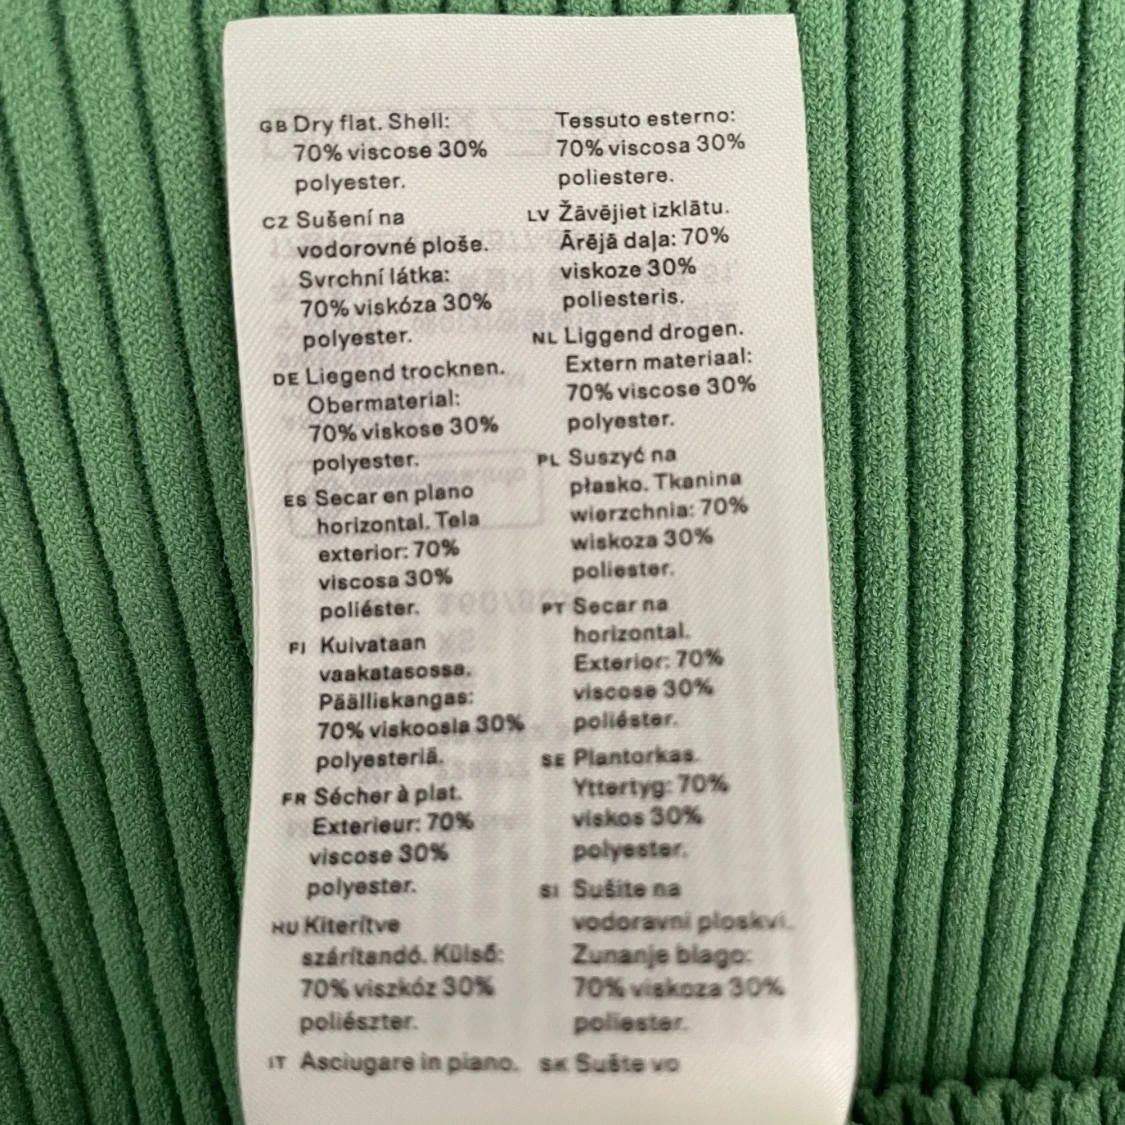 GB Dry flat. Shell:
70% viscose 30%
polyester.
CZ Sušení na
vodorovné ploše.
Svrchní látka:
70% viskóza 30%
polyester.
DE Liegend trocknen.
Obermaterial:
70% viskose 30%
polyester.
ES Secar en plano
horizontal. Tela
exterior: 70%
viscosa 30%
poliéster.
FI Kuivataan
vaakatasossa.
Päälliskangas:
70% viskoosia 30%
polyesteriä.
FR Sécher à plat.
Exterieur: 70%
viscose 30%
polyester.
HU Kiterítve
szárítandó. Külső:
70% viszkóz 30%
poliészter.
IT Asciugare in piano.
Tessuto esterno:
70% viscosa 30%
poliestere.
LV Žāvējiet izklātu.
Ārējā daļa: 70%
viskoze 30%
poliesteris.
NL Liggend drogen.
Extern materiaal:
70% viscose 30%
polyester.
PL Suszyć na
płasko. Tkanina
wierzchnia: 70%
wiskoza 30%
poliester.
PT Secar na
horizontal.
Exterior: 70%
viscose 30%
poliéster.
SE Plantorkas.
Yttertyg: 70%
viskos 30%
polyester.
SI Sušite na
vodoravni ploskvi.
Zunanje blago:
70% viskoza 30%
poliester.
SK Sušte vo